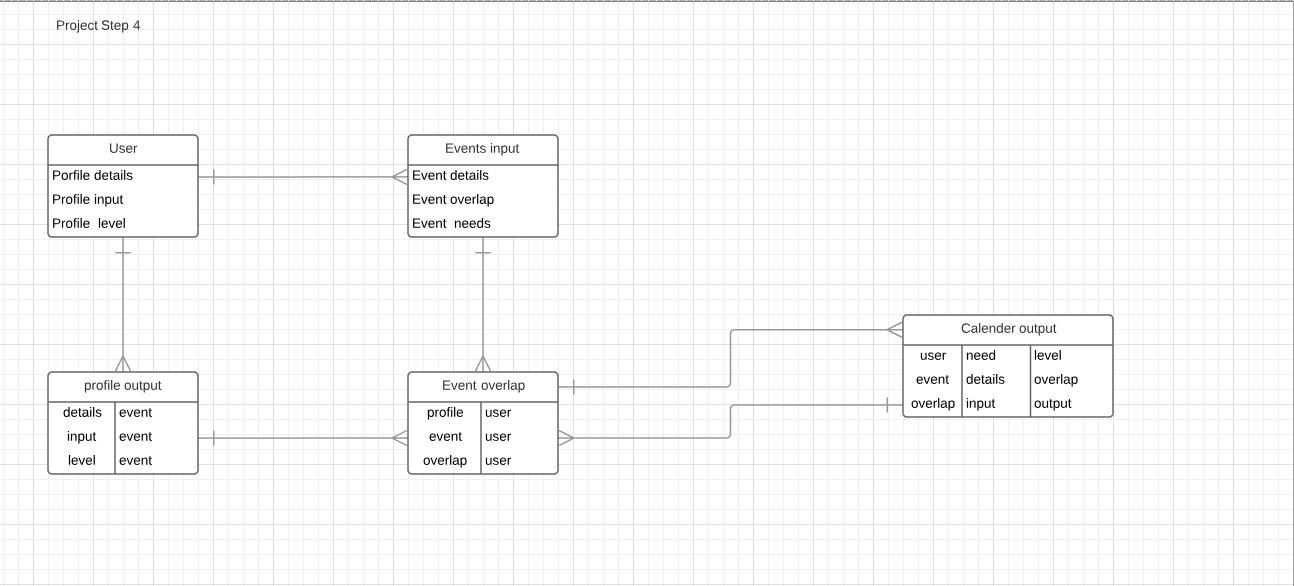 Project Step 4
User
Porfile details
Profile input
Profile level
Events input
Event details
Event overlap
Event needs
profile output
details event
input event
level event
Event overlap
profile user
event user
overlap user
Calender output
user need level
event details overlap
overlap input output